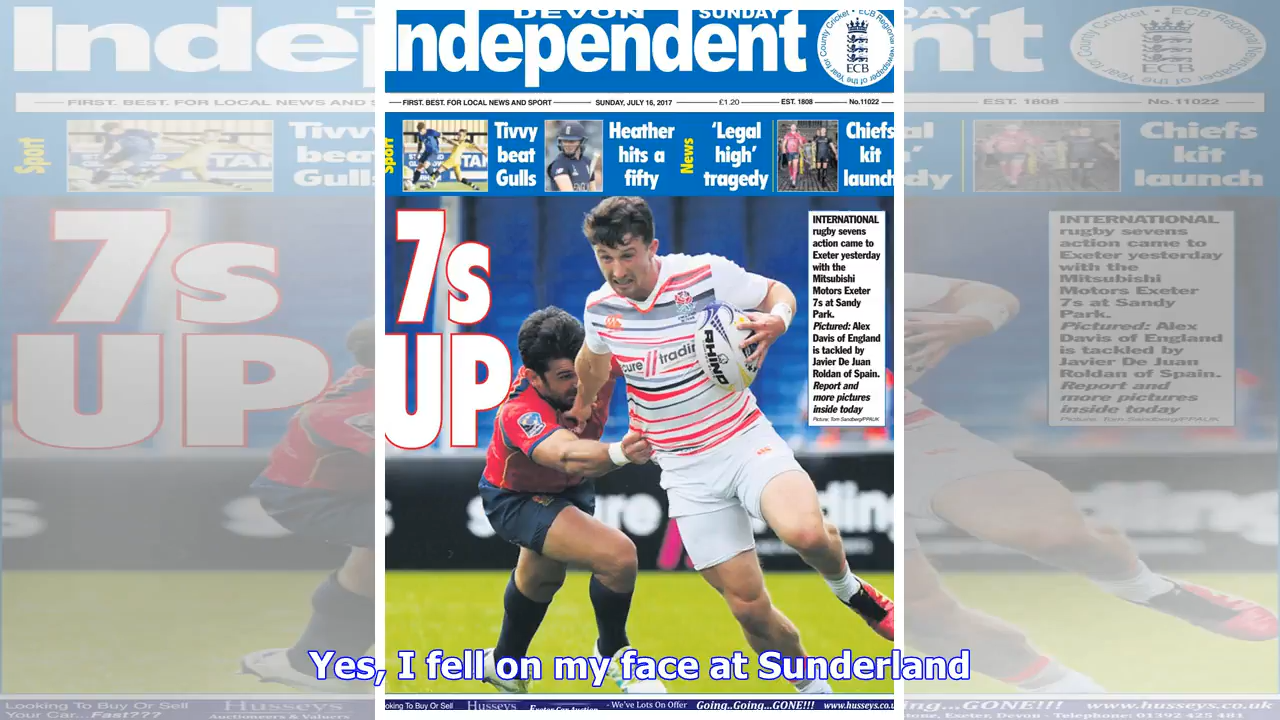 DEVON SUNDAY
Independent
County Cricket · ECB Regional Newspaper of the Year for
ECB
FIRST. BEST. FOR LOCAL NEWS AND SPORT SUNDAY, JULY 16, 2017 £1.20 EST. 1808 No.11022
Sport
Tivvy
beat
Gulls
Heather
hits a
fifty
News
'Legal
high'
tragedy
Chiefs
kit
launch
7s
UP
INTERNATIONAL
rugby sevens
action came to
Exeter yesterday
with the
Mitsubishi
Motors Exeter
7s at Sandy
Park.
Pictured: Alex
Davis of England
is tackled by
Javier De Juan
Roldan of Spain.
Report and
more pictures
inside today
Picture: Tom Sandberg/PPAUK
RHINO
Yes, I fell on my face at Sunderland
oking To Buy Or Sell Husseys Exeter Car Auction - We've Lots On Offer Going..Going...GONE!!! www.husseys.co.u